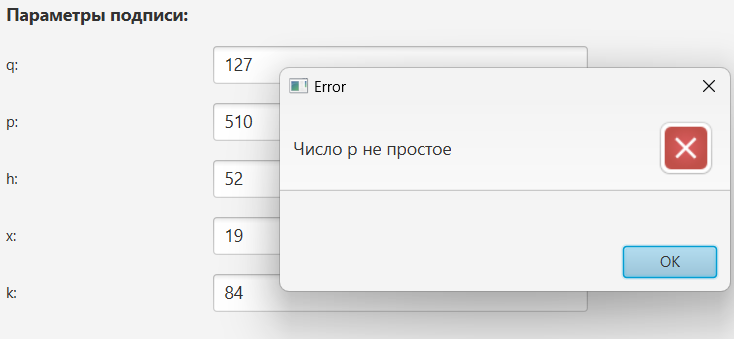 Параметры подписи:
q:
127
Error
p:
510
Число p не простое
h:
52
x:
19
OK
k:
84